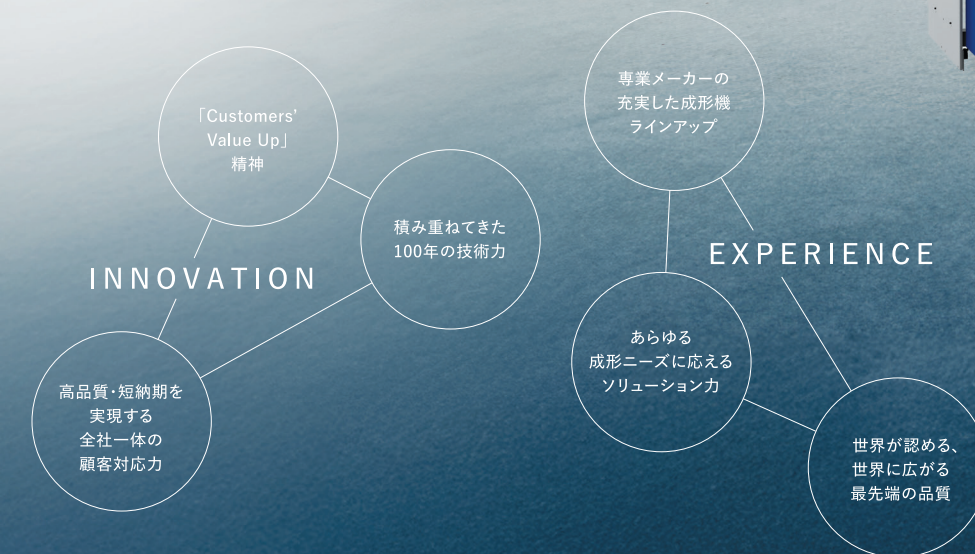 「Customers’
Value Up」
精神
積み重ねてきた
100年の技術力
INNOVATION
高品質・短納期を
実現する
全社一体の
顧客対応力
専業メーカーの
充実した成形機
ラインアップ
EXPERIENCE
あらゆる
成形ニーズに応える
ソリューション力
世界が認める、
世界に広がる
最先端の品質